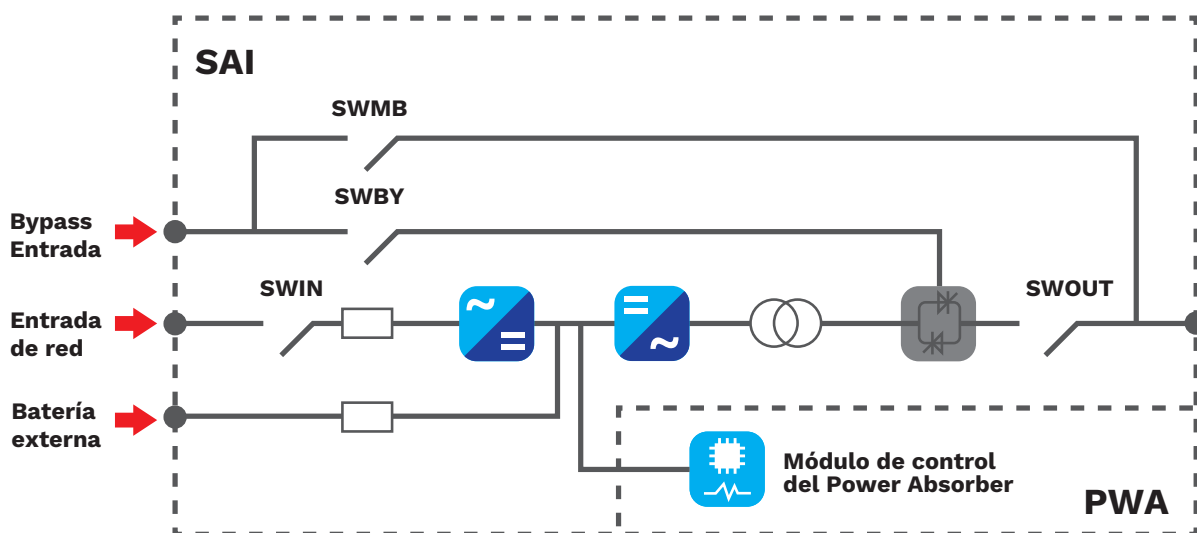 SAI
SWMB
SWBY
Bypass
Entrada
SWIN
SWOUT
Entrada
de red
Batería
externa
Módulo de control
del Power Absorber
PWA